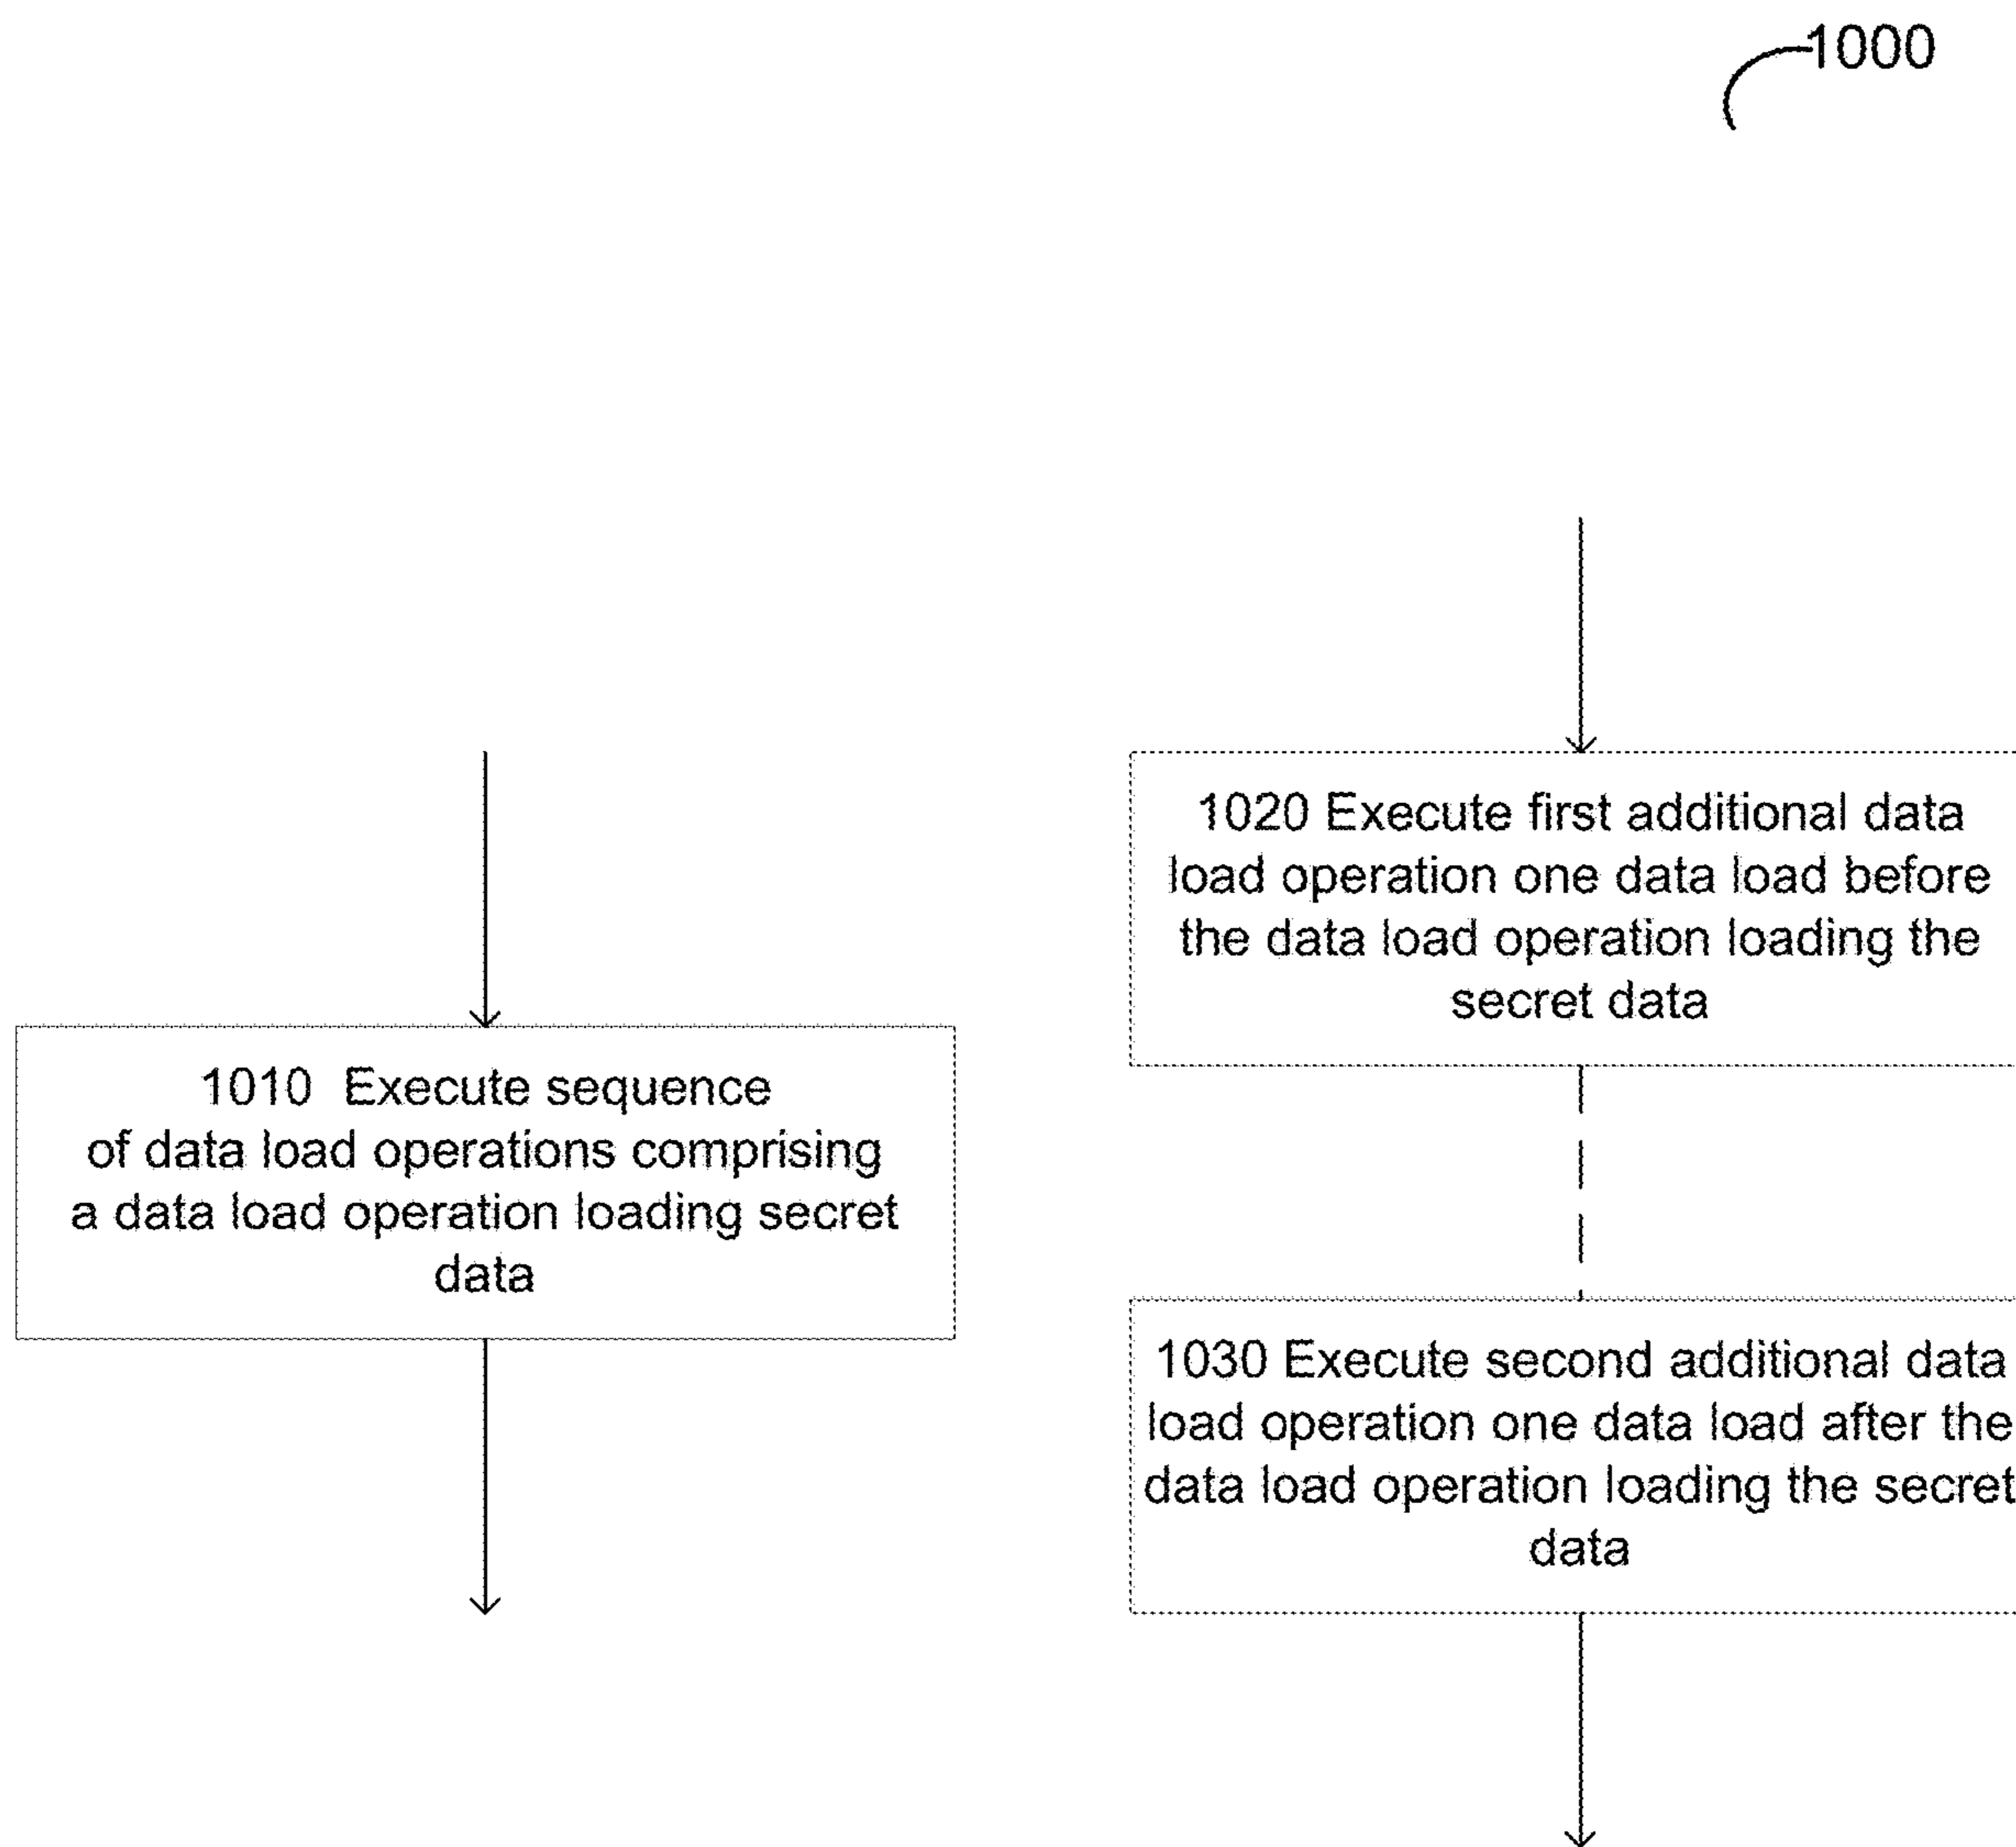 1000
1010 Execute sequence
of data load operations comprising
a data load operation loading secret
data
1020 Execute first additional data
load operation one data load before
the data load operation loading the
secret data
1030 Execute second additional data
load operation one data load after the
data load operation loading the secret
data